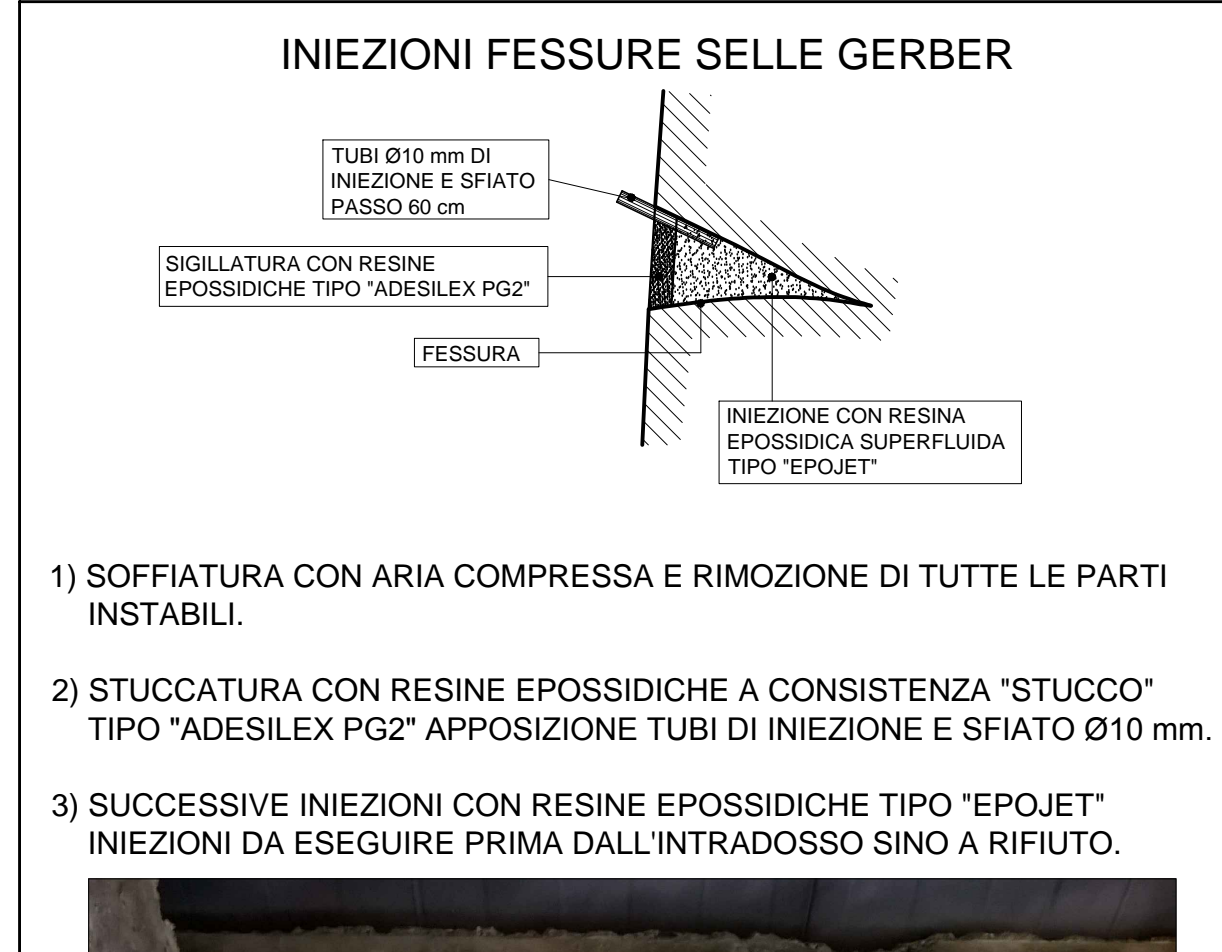 INIEZIONI FESSURE SELLE GERBER
TUBI Ø10 mm DI
INIEZIONE E SFIATO
PASSO 60 cm
SIGILLATURA CON RESINE
EPOSSIDICHE TIPO "ADESILEX PG2"
FESSURA
INIEZIONE CON RESINA
EPOSSIDICA SUPERFLUIDA
TIPO "EPOJET"
1) SOFFIATURA CON ARIA COMPRESSA E RIMOZIONE DI TUTTE LE PARTI
INSTABILI.
2) STUCCATURA CON RESINE EPOSSIDICHE A CONSISTENZA "STUCCO"
TIPO "ADESILEX PG2" APPOSIZIONE TUBI DI INIEZIONE E SFIATO Ø10 mm.
3) SUCCESSIVE INIEZIONI CON RESINE EPOSSIDICHE TIPO "EPOJET"
INIEZIONI DA ESEGUIRE PRIMA DALL'INTRADOSSO SINO A RIFIUTO.